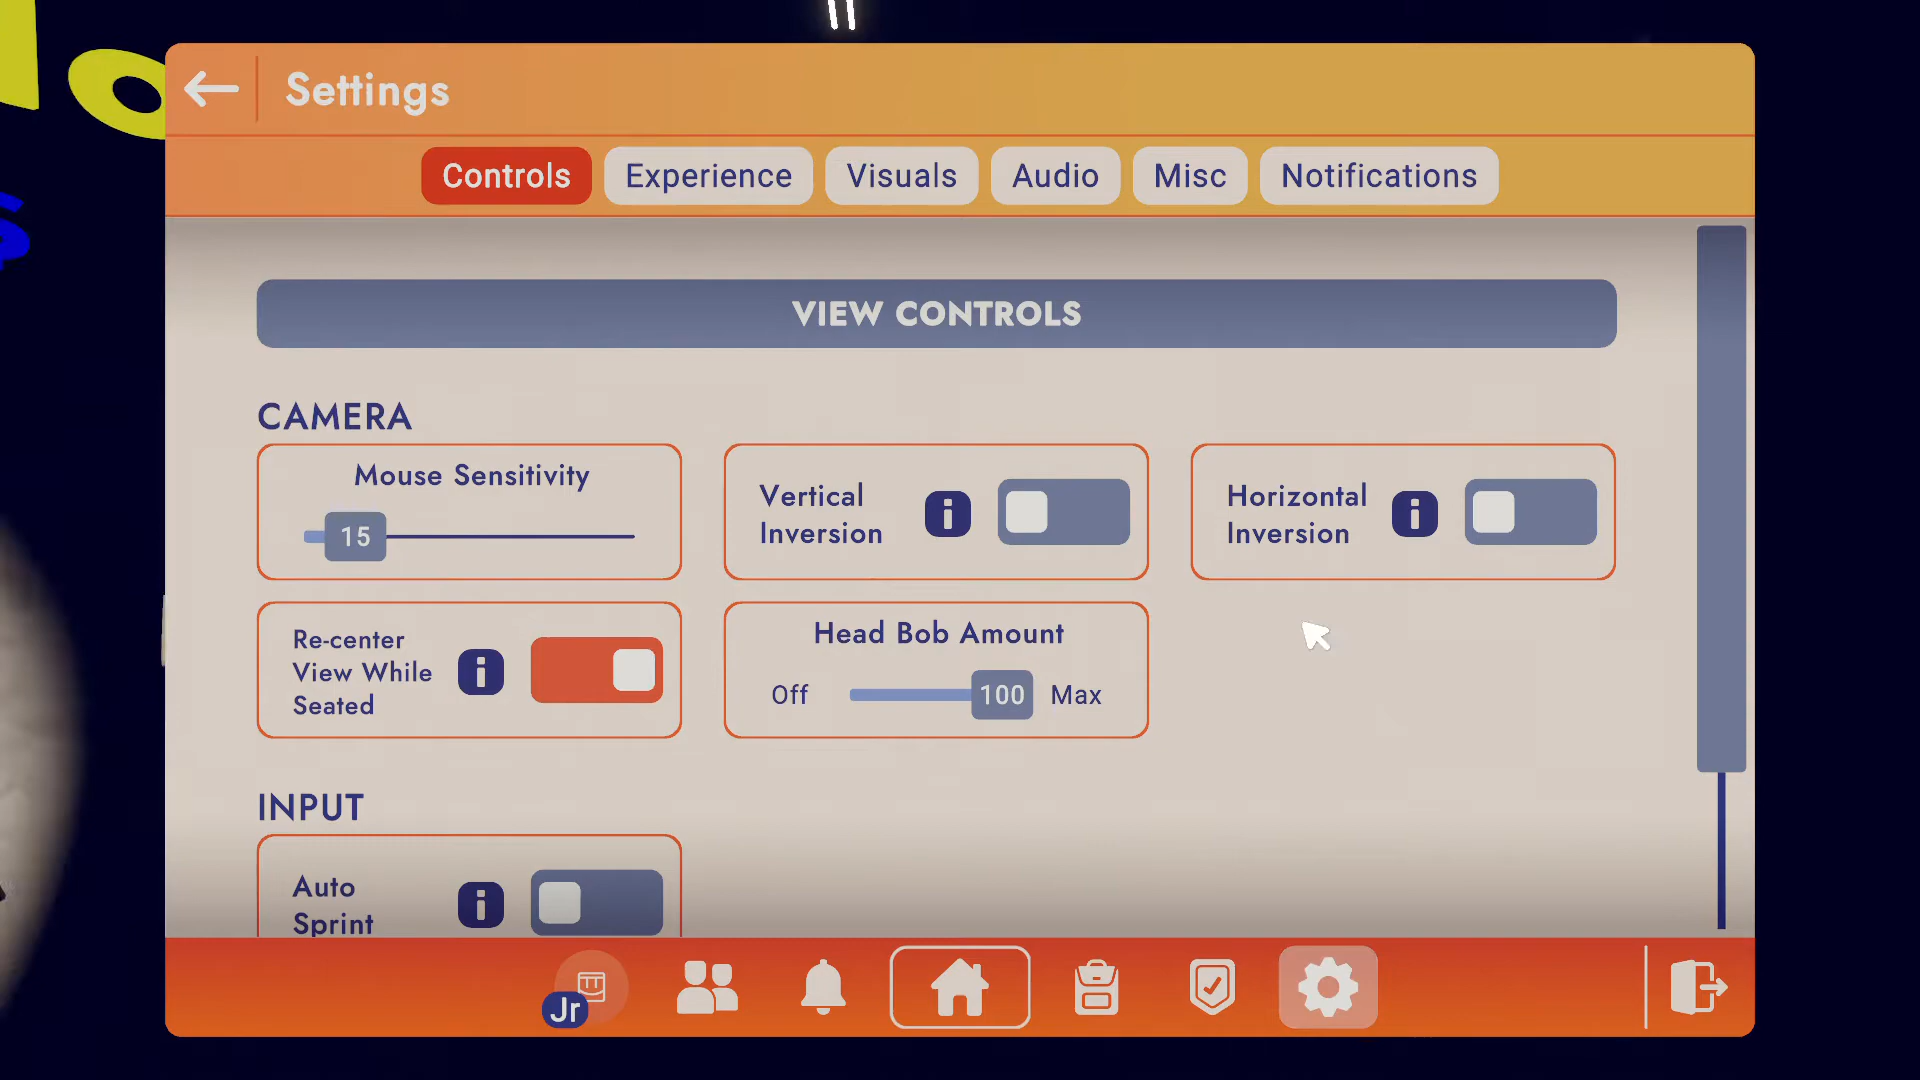 Settings
Controls
Experience
Visuals
Audio
Misc
Notifications
VIEW CONTROLS
CAMERA
Mouse Sensitivity
15
Vertical
Inversion
i
Horizontal
Inversion
i
Re-center
View While
Seated
i
Head Bob Amount
Off
100
Max
INPUT
Auto
Sprint
i
Jr